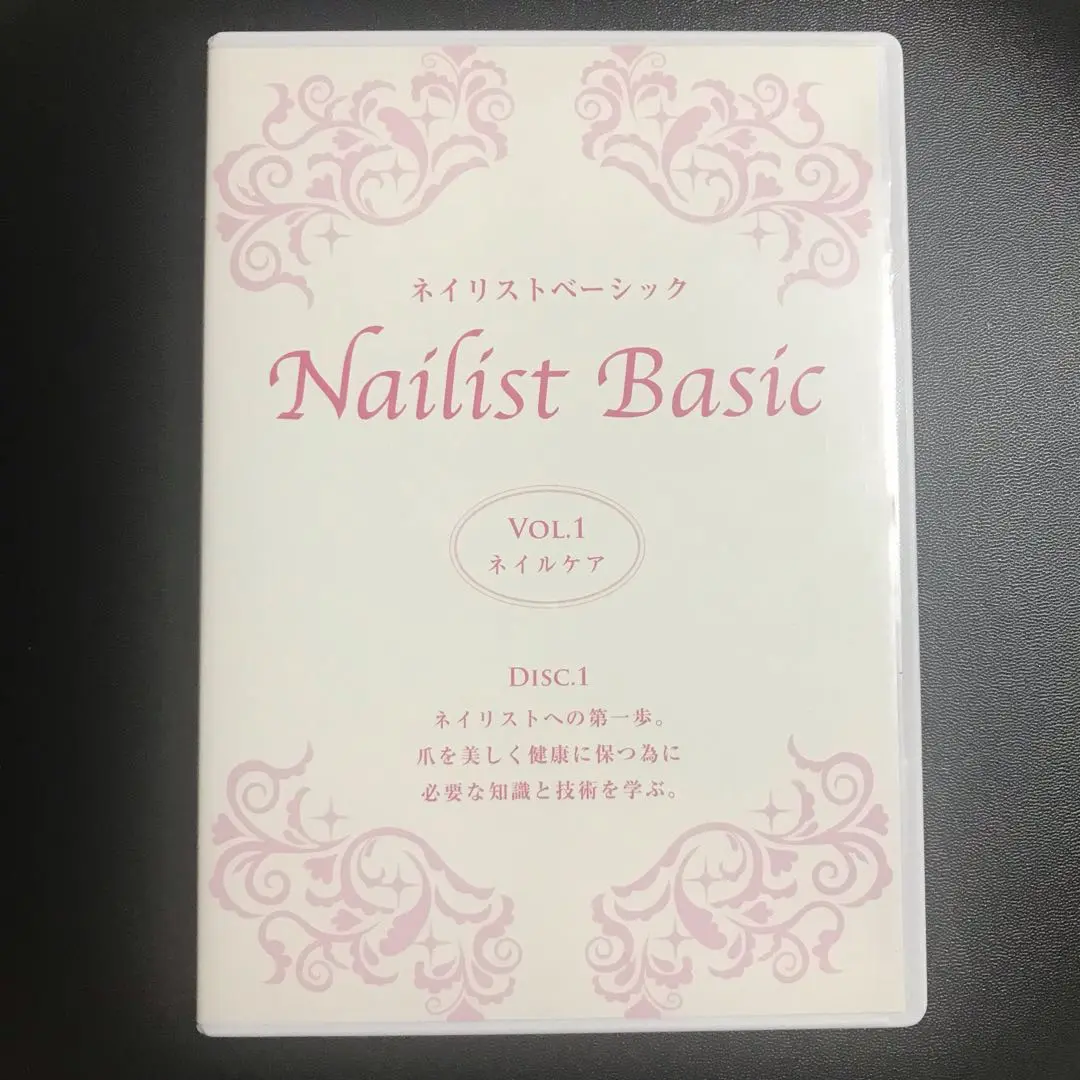 ネイリストベーシック
Nailist Basic
VOL.1
ネイルケア
DISC.1
ネイリストへの第一歩。
爪を美しく健康に保つ為に
必要な知識と技術を学ぶ。